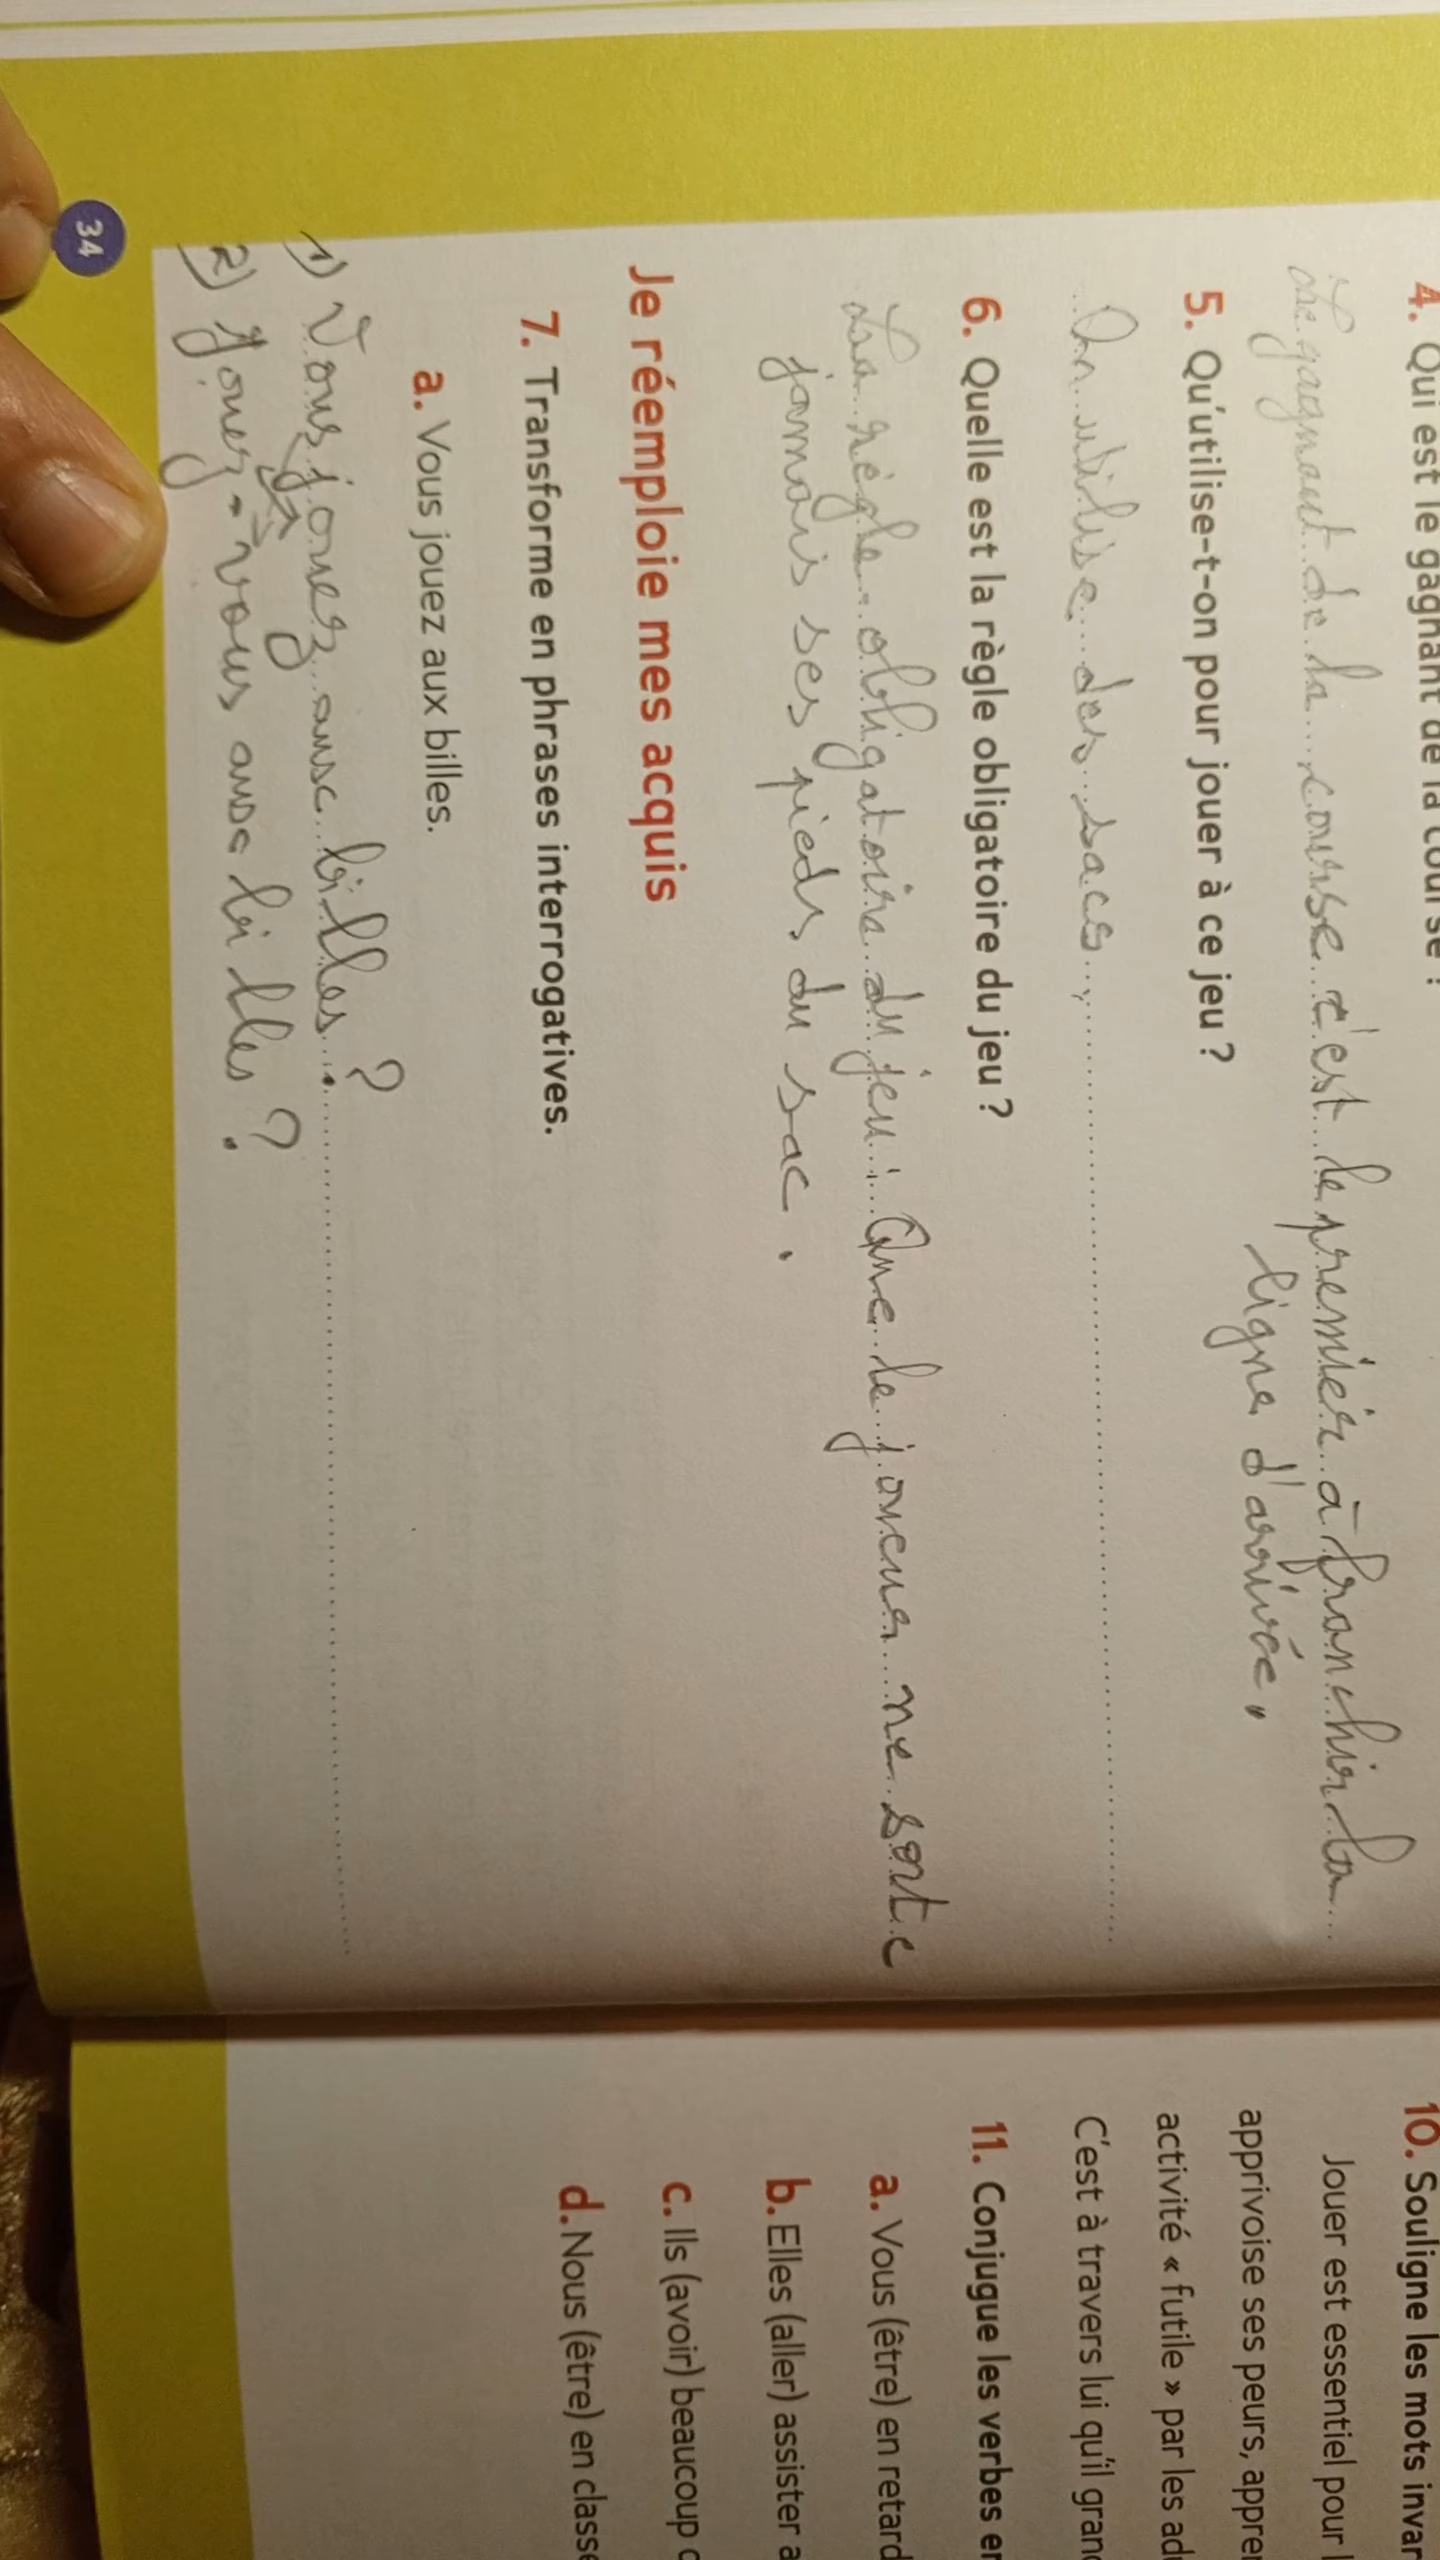 4. Qui est le gagnant de la course ?
Le gagnant de la course c'est le premier à franchir la
ligne d'arrivée.
5. Qu'utilise-t-on pour jouer à ce jeu ?
On utilise des sacs.
6. Quelle est la règle obligatoire du jeu ?
La règle obligatoire du jeu : Que le joueur ne sorte
jamais ses pieds du sac.
Je réemploie mes acquis
7. Transforme en phrases interrogatives.
a. Vous jouez aux billes.
1) Vous jouez aux billes ?
2) Jouez-vous aux billes ?
34
10. Souligne les mots invar
Jouer est essentiel pour l
apprivoise ses peurs, appre
activité « futile » par les ad
C'est à travers lui qu'il gran
11. Conjugue les verbes e
a. Vous (être) en retard
b. Elles (aller) assister a
c. Ils (avoir) beaucoup
d. Nous (être) en class